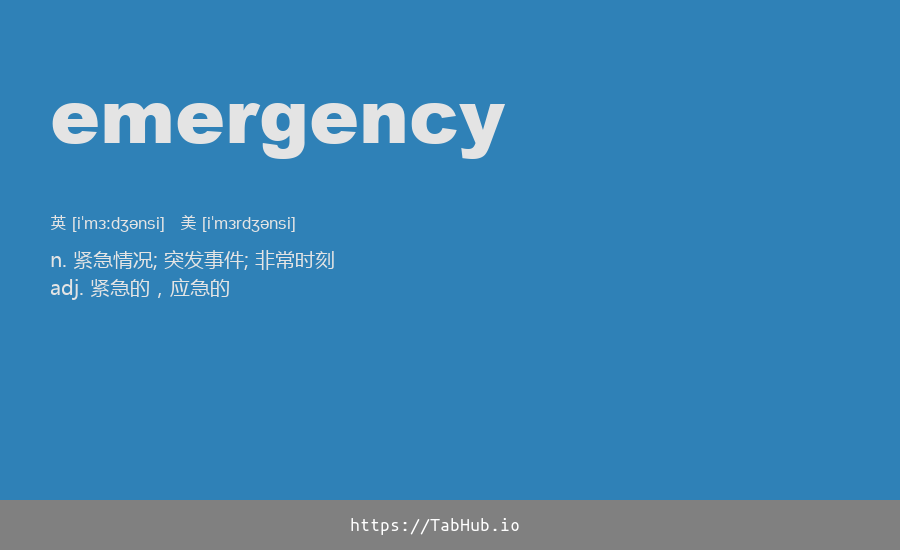 emergency
英 [iˈmɜːdʒənsi] 美 [iˈmɜrdʒənsi]
n. 紧急情况; 突发事件; 非常时刻
adj. 紧急的，应急的
https://TabHub.io